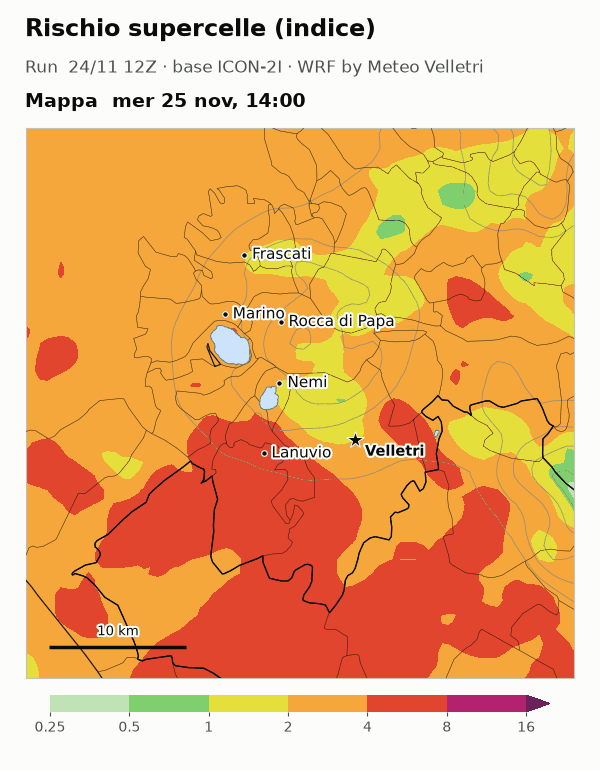 Rischio supercelle (indice)
Run 24/11 12Z · base ICON-2I · WRF by Meteo Velletri
Mappa mer 25 nov, 14:00
Frascati
Marino
Rocca di Papa
Nemi
Velletri
Lanuvio
10 km
0.25 0.5 1 2 4 8 16